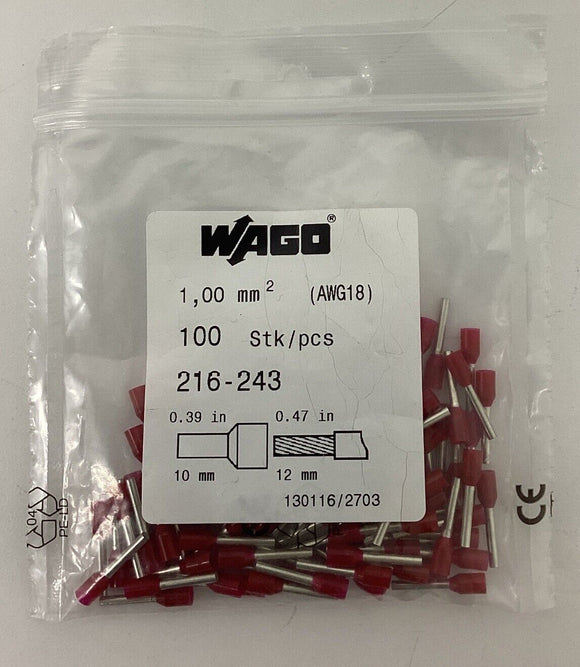 WAGO®
1,00 mm² (AWG18)
100 Stk/pcs
216-243
0.39 in 0.47 in
10 mm 12 mm
130116/2703
04
PE-LD
CE